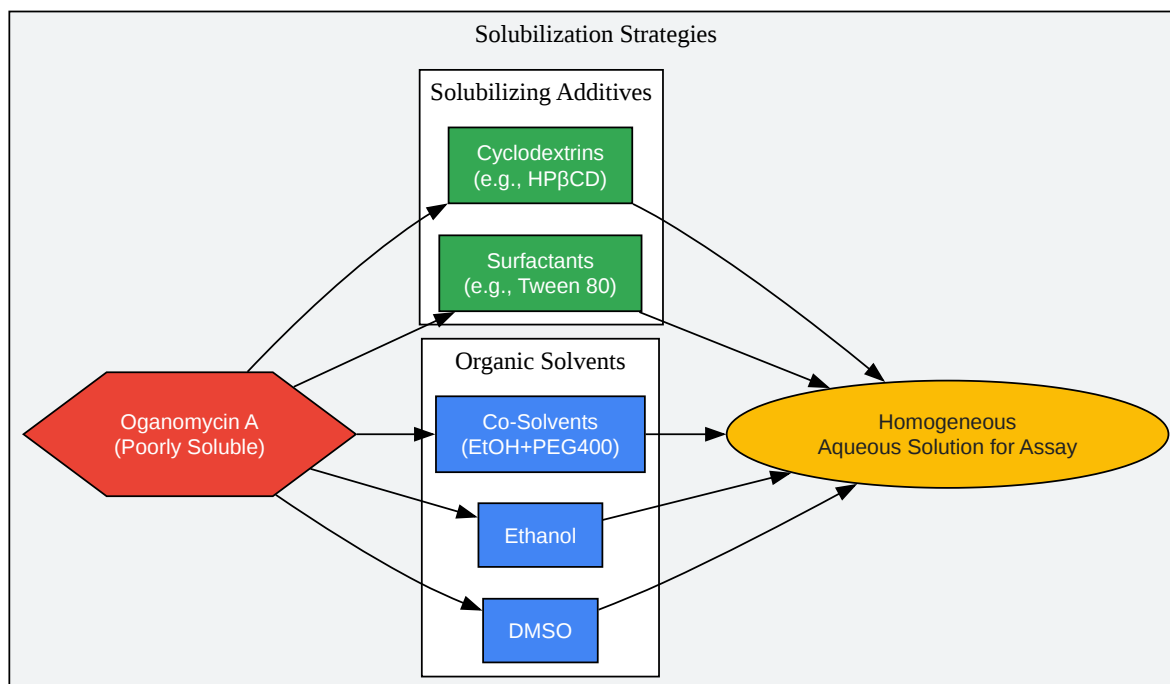 Solubilization Strategies
Solubilizing Additives
Cyclodextrins
(e.g., HPβCD)
Surfactants
(e.g., Tween 80)
Organic Solvents
Oganomycin A
(Poorly Soluble)
Co-Solvents
(EtOH+PEG400)
Homogeneous
Aqueous Solution for Assay
Ethanol
DMSO